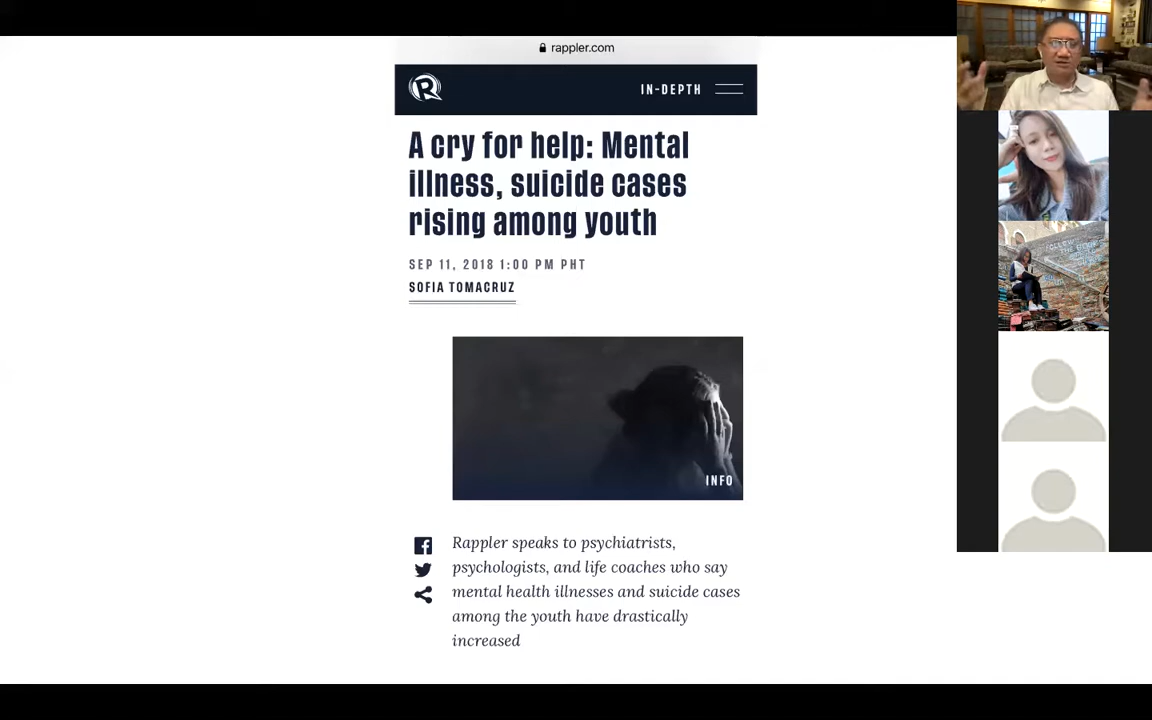 rappler.com
IN-DEPTH
A cry for help: Mental
illness, suicide cases
rising among youth
SEP 11, 2018 1:00 PM PHT
SOFIA TOMACRUZ
INFO
Rappler speaks to psychiatrists,
psychologists, and life coaches who say
mental health illnesses and suicide cases
among the youth have drastically
increased